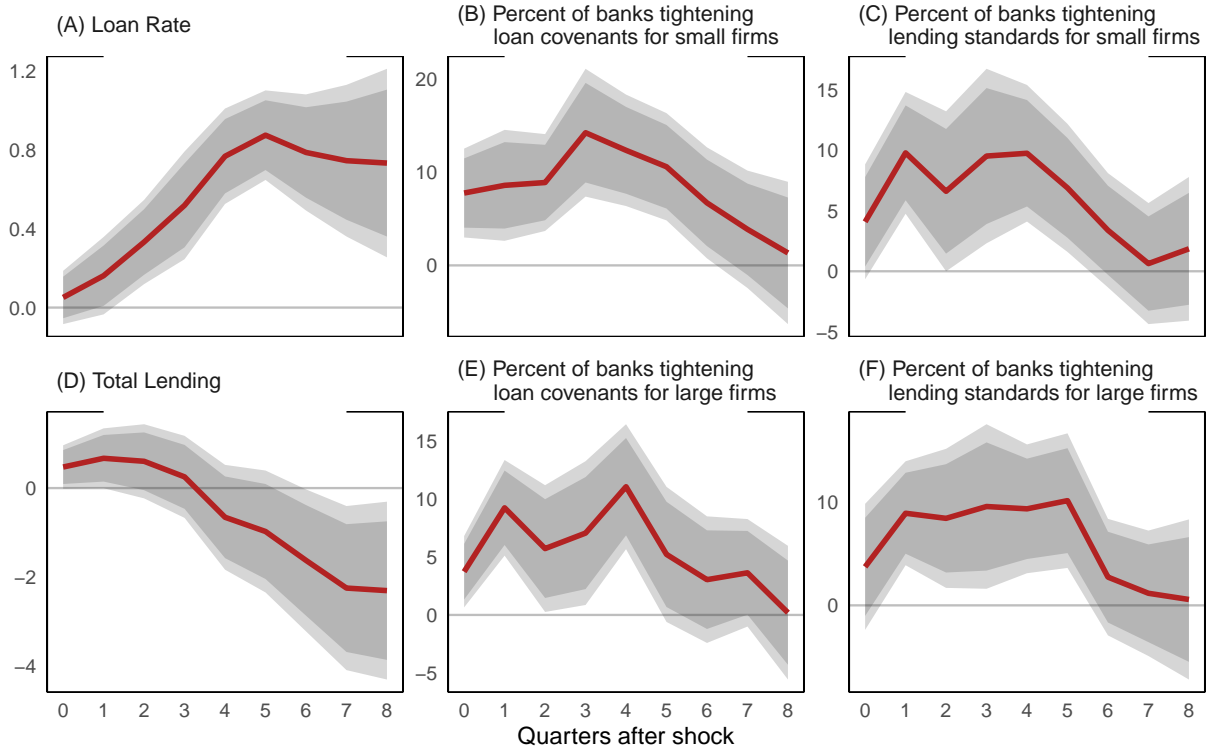 (A) Loan Rate
(B) Percent of banks tightening
loan covenants for small firms
(C) Percent of banks tightening
lending standards for small firms
1.2
0.8
0.4
0.0
20
10
0
15
10
5
0
−5
(D) Total Lending
(E) Percent of banks tightening
loan covenants for large firms
(F) Percent of banks tightening
lending standards for large firms
0
−2
−4
15
10
5
0
−5
10
0
0 1 2 3 4 5 6 7 8
0 1 2 3 4 5 6 7 8
0 1 2 3 4 5 6 7 8
Quarters after shock